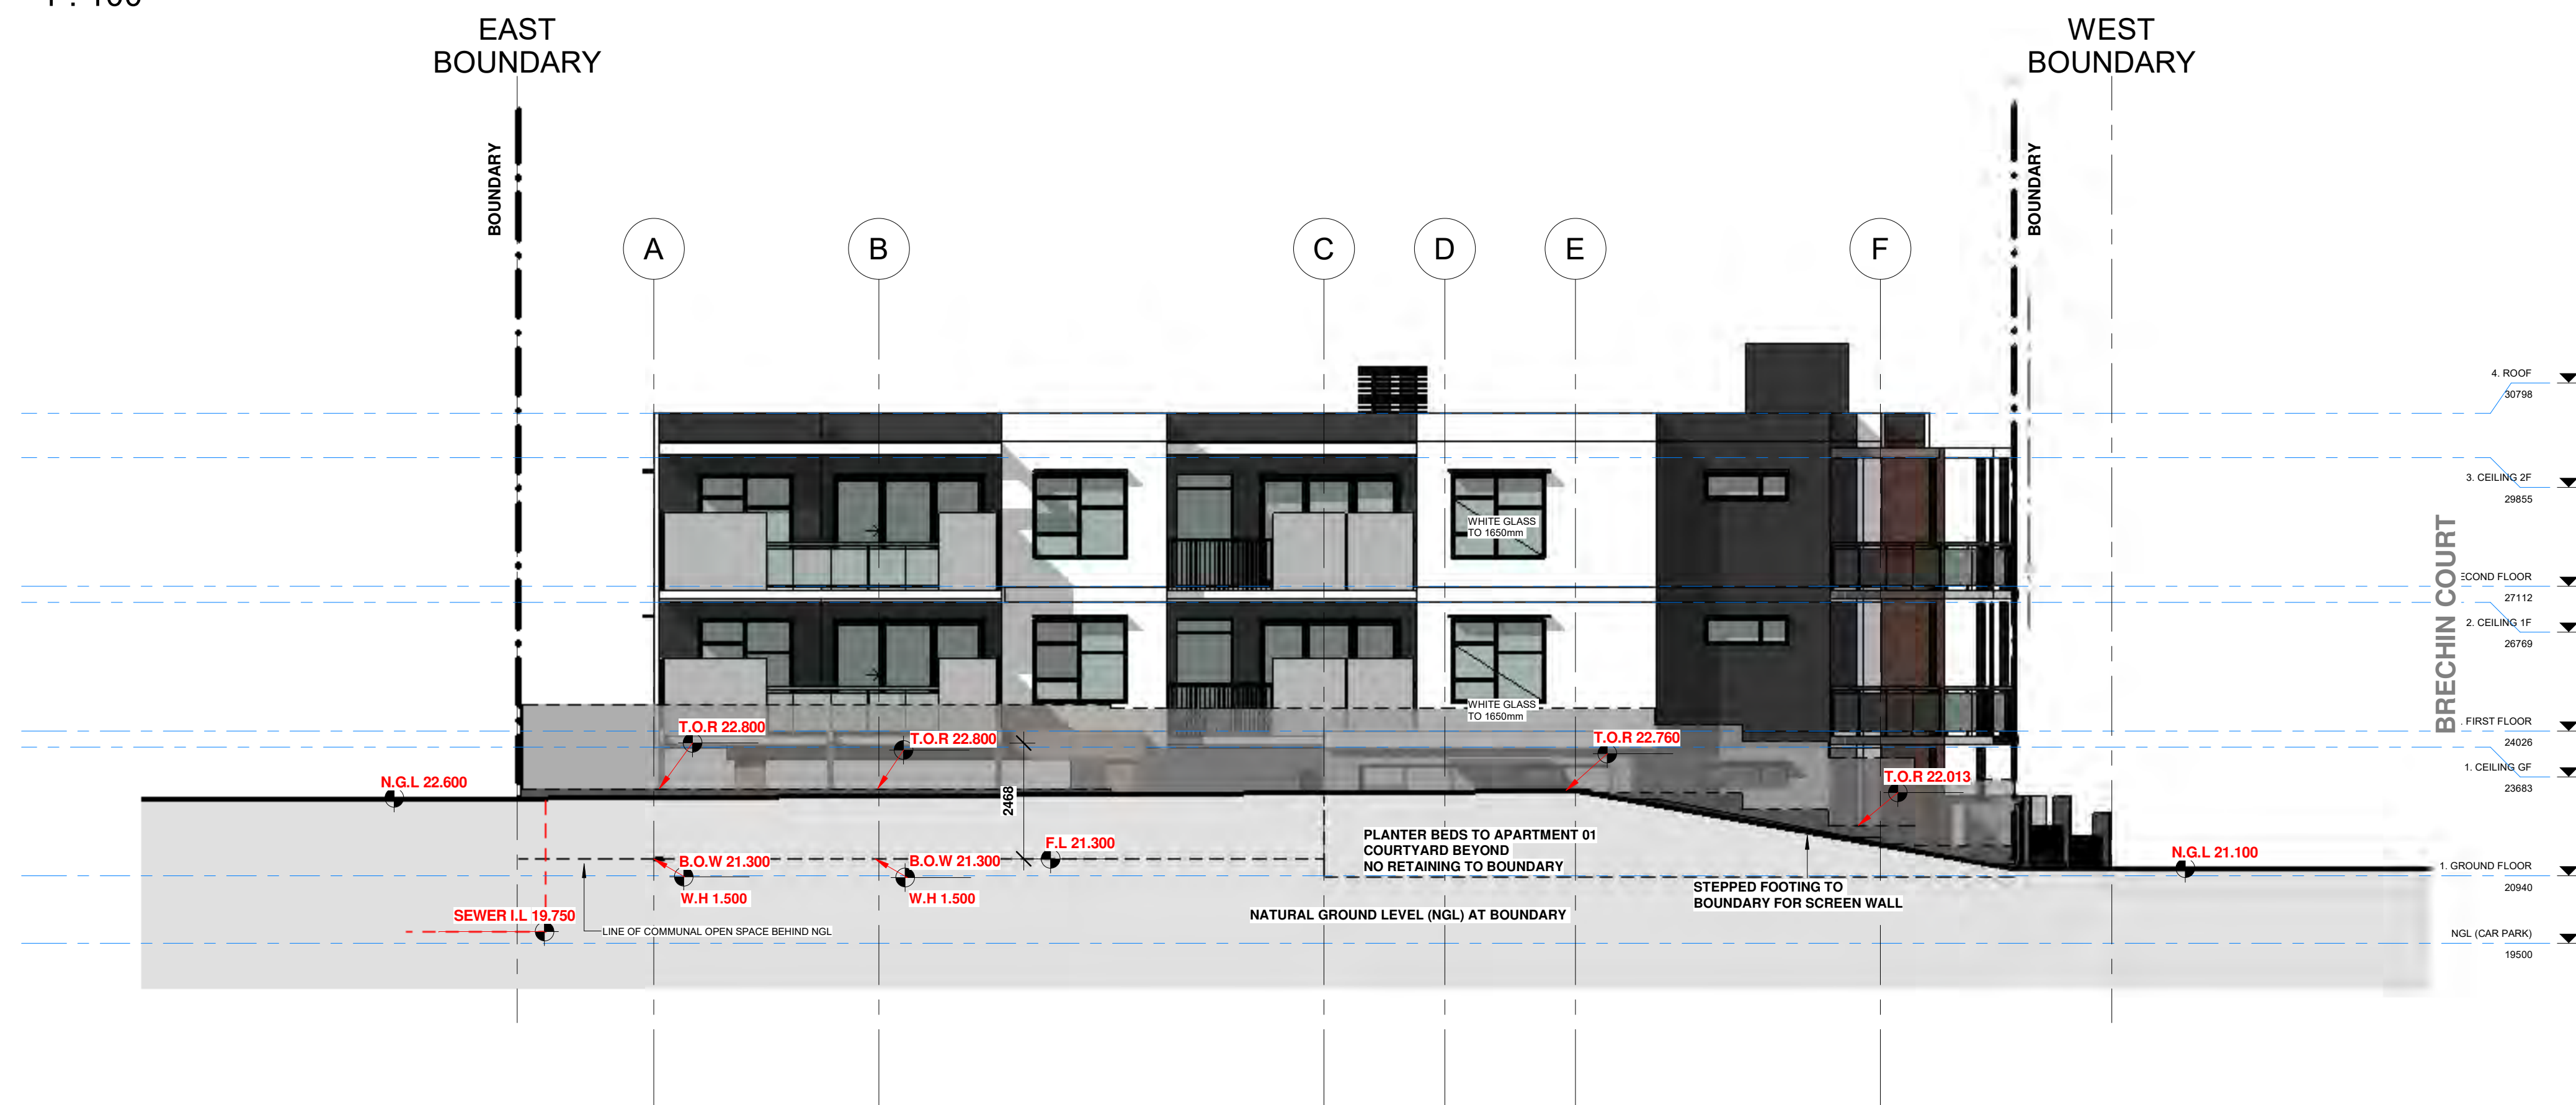 EAST
BOUNDARY
WEST
BOUNDARY
BOUNDARY
BOUNDARY
A
B
C
D
E
F
4. ROOF
30798
3. CEILING 2F
29855
WHITE GLASS
TO 1650mm
ECOND FLOOR
27112
2. CEILING 1F
26769
BRECHIN COURT
WHITE GLASS
TO 1650mm
FIRST FLOOR
24026
1. CEILING GF
23683
T.O.R 22.800
T.O.R 22.800
T.O.R 22.760
T.O.R 22.013
N.G.L 22.600
2468
PLANTER BEDS TO APARTMENT 01
COURTYARD BEYOND
NO RETAINING TO BOUNDARY
F.L 21.300
B.O.W 21.300
B.O.W 21.300
W.H 1.500
W.H 1.500
N.G.L 21.100
1. GROUND FLOOR
20940
STEPPED FOOTING TO
BOUNDARY FOR SCREEN WALL
SEWER I.L 19.750
NATURAL GROUND LEVEL (NGL) AT BOUNDARY
LINE OF COMMUNAL OPEN SPACE BEHIND NGL
NGL (CAR PARK)
19500